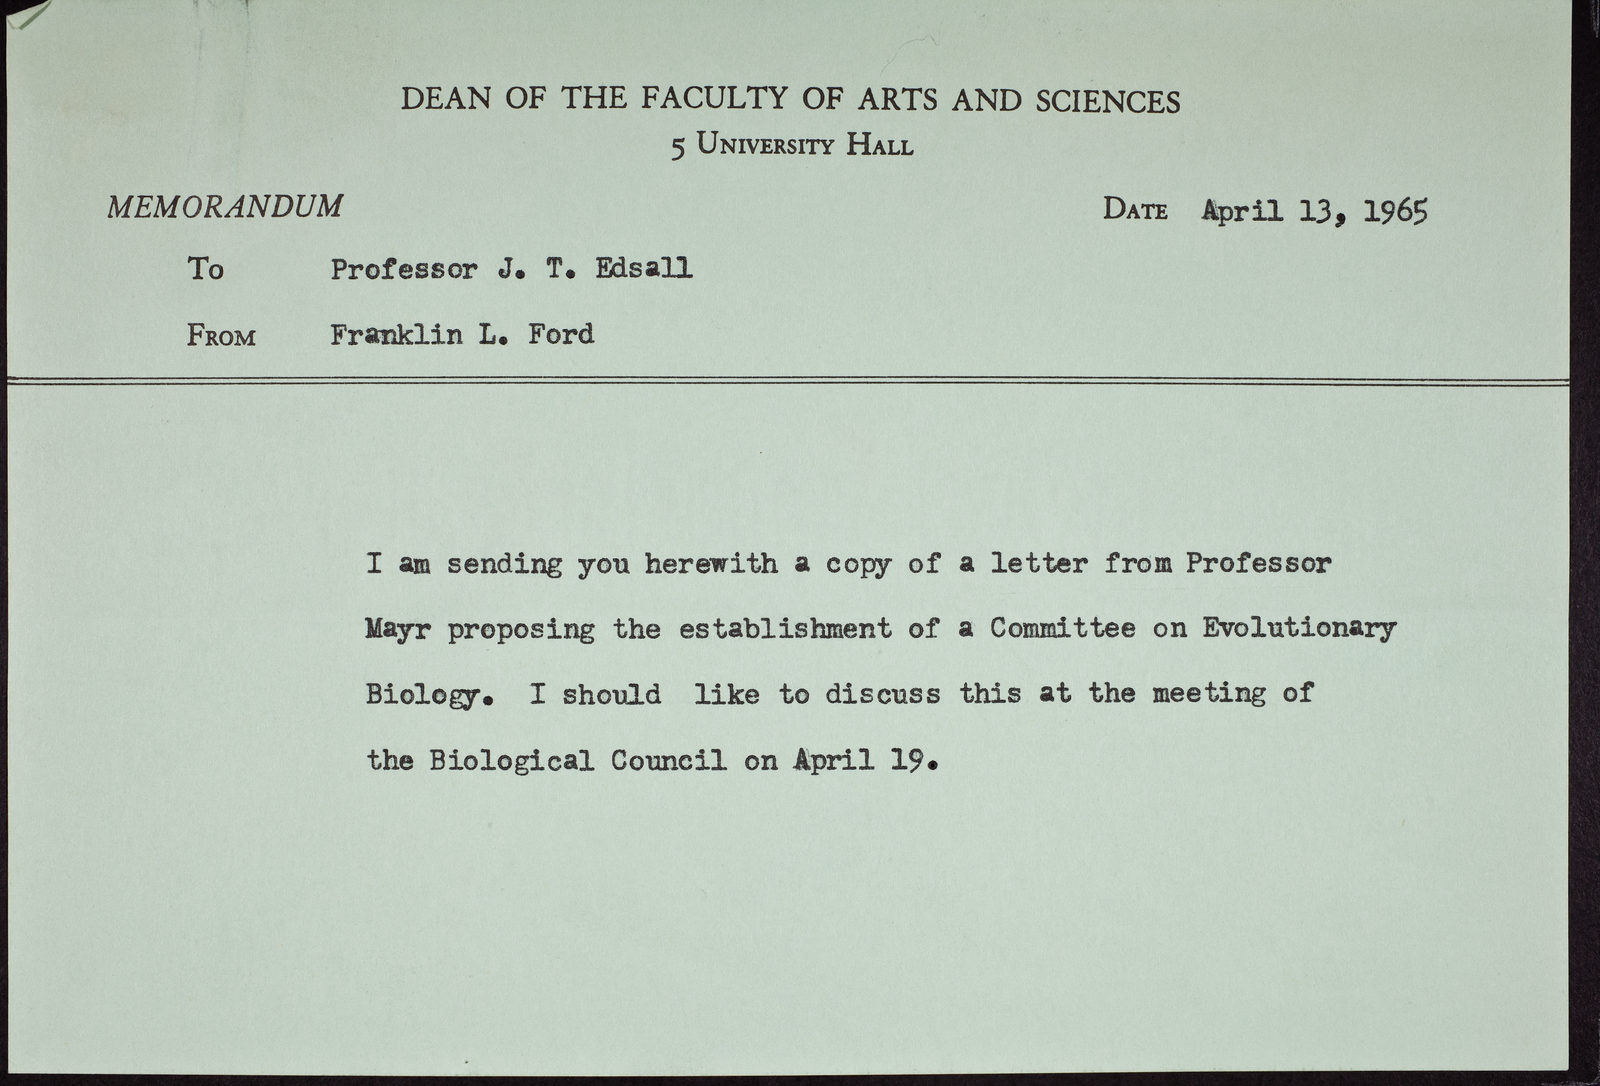 DEAN OF THE FACULTY OF ARTS AND SCIENCES
5 University Hall
MEMORANDUM
Date April 13, 1965
To Professor J. T. Edsall
From Franklin L. Ford
I am sending you herewith a copy of a letter from Professor
Mayr proposing the establishment of a Committee on Evolutionary
Biology. I should like to discuss this at the meeting of
the Biological Council on April 19.